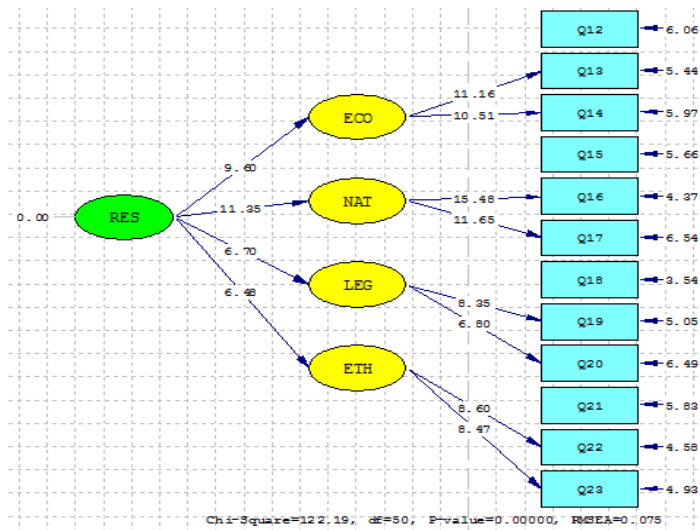 Q12 6.06
Q13 5.44
11.16
ECO
10.51
Q14 5.97
Q15 5.66
9.60
NAT
15.48
Q16 4.37
0.00 RES
11.35
11.65
Q17 6.54
6.70
LEG
Q18 3.54
6.48
8.35
Q19 5.05
6.80
Q20 6.49
ETH
8.60
Q21 5.83
8.47
Q22 4.58
Q23 4.93
Chi-Square=122.19, df=50, P-value=0.00000, RMSEA=0.075